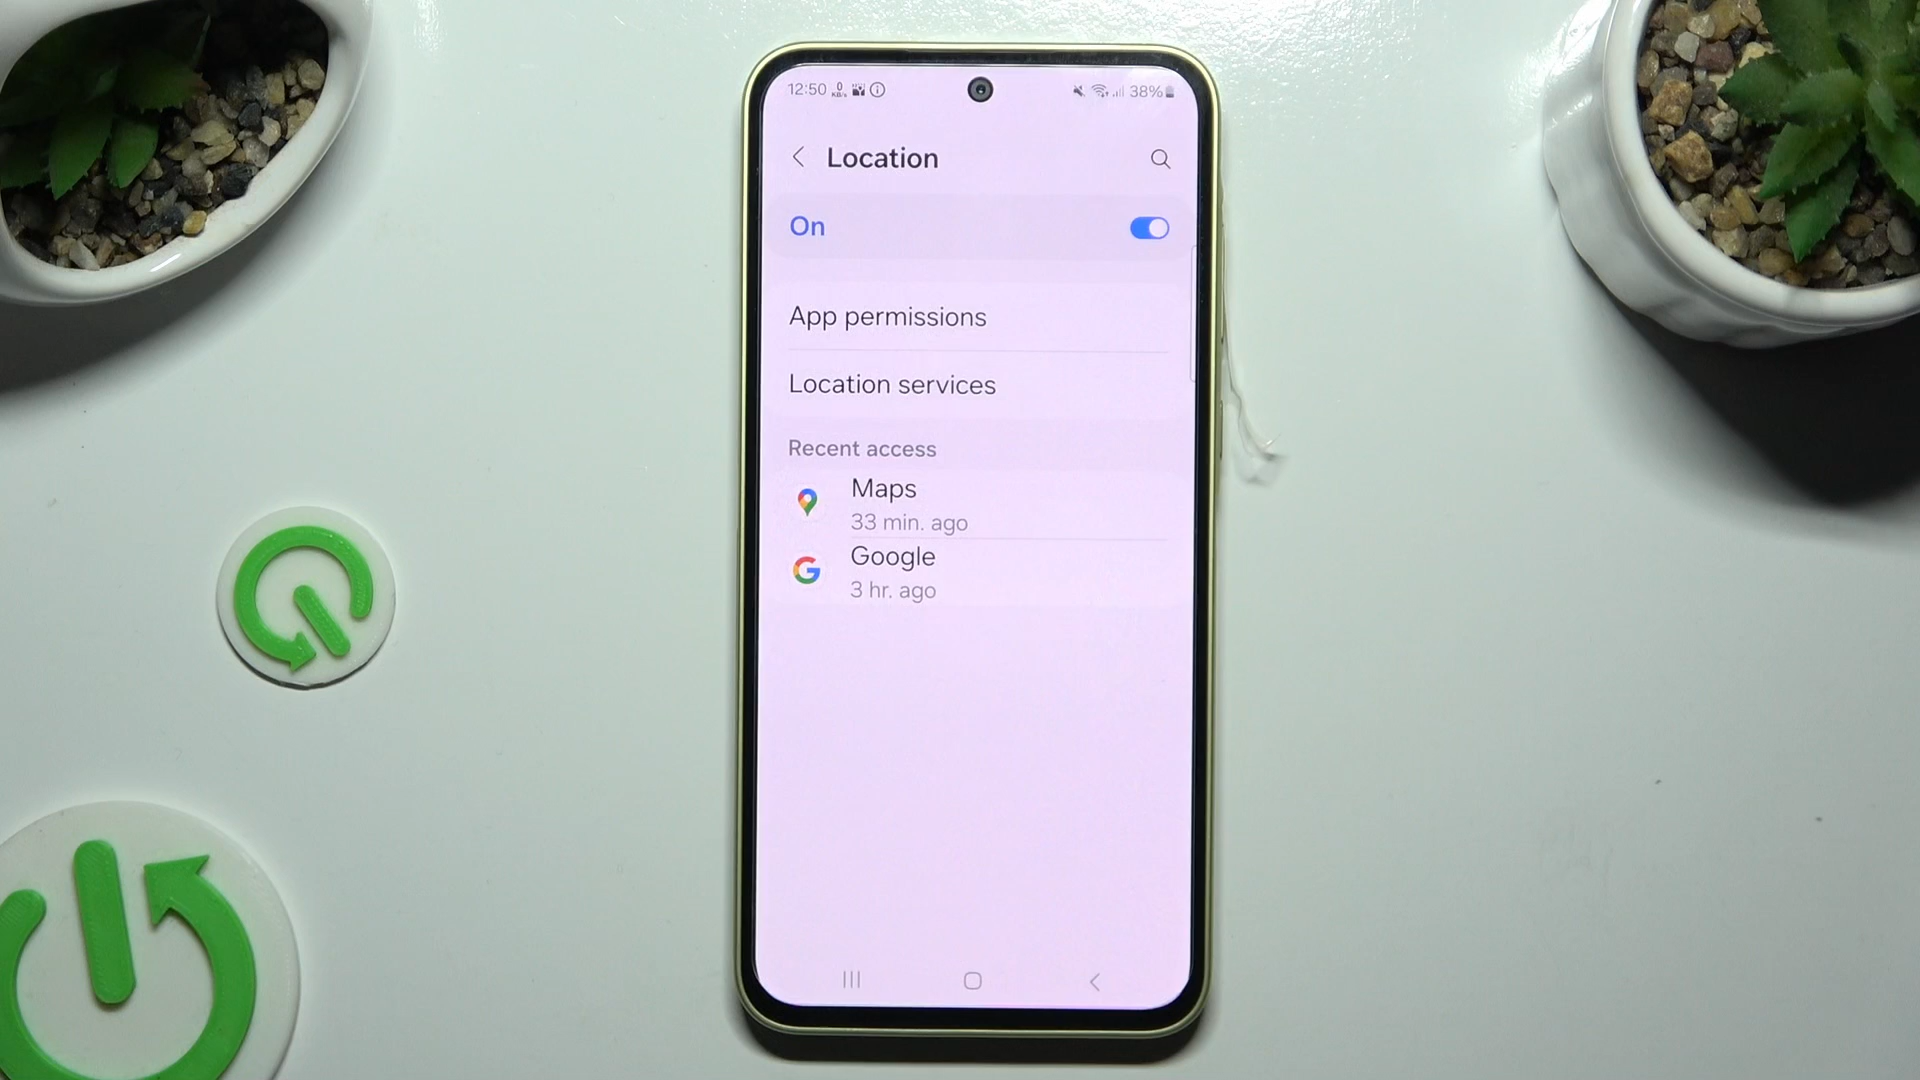 12:50 38%
Location
On
App permissions
Location services
Recent access
Maps
33 min. ago
Google
3 hr. ago